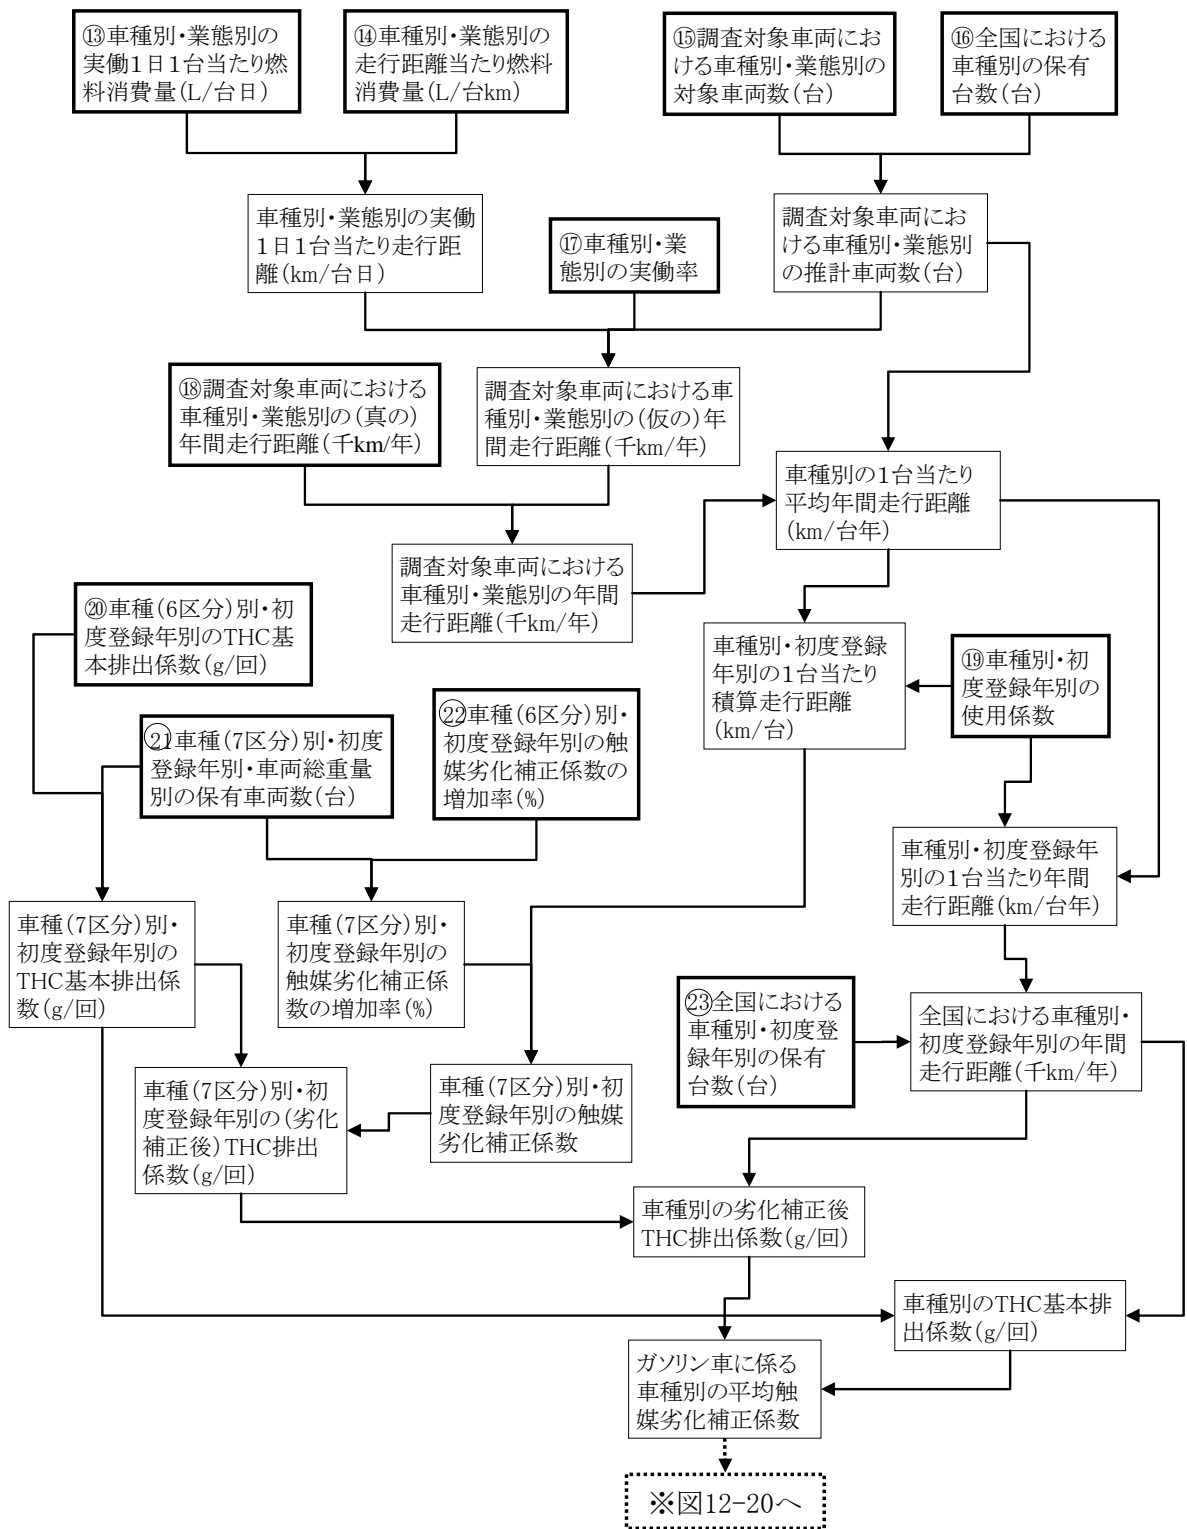 ⑬車種別・業態別の
実働1日1台当たり燃
料消費量(L/台日)
⑭車種別・業態別の
走行距離当たり燃料
消費量(L/台km)
⑮調査対象車両にお
ける車種別・業態別の
対象車両数(台)
⑯全国における
車種別の保有
台数(台)
車種別・業態別の実働
1日1台当たり走行距
離(km/台日)
⑰車種別・業
態別の実働率
調査対象車両にお
ける車種別・業態別
の推計車両数(台)
⑱調査対象車両における
車種別・業態別の(真の)
年間走行距離(千km/年)
調査対象車両における車
種別・業態別の(仮の)年
間走行距離(千km/年)
車種別の1台当たり
平均年間走行距離
(km/台年)
調査対象車両における
車種別・業態別の年間
走行距離(千km/年)
⑳車種(6区分)別・初
度登録年別のTHC基
本排出係数(g/回)
車種別・初度登録
年別の1台当たり
積算走行距離
(km/台)
⑲車種別・初
度登録年別の
使用係数
㉑車種(7区分)別・初度
登録年別・車両総重量
別の保有車両数(台)
㉒車種(6区分)別・
初度登録年別の触
媒劣化補正係数の
増加率(%)
車種別・初度登録年
別の1台当たり年間
走行距離(km/台年)
車種(7区分)別・
初度登録年別の
THC基本排出係
数(g/回)
車種(7区分)別・
初度登録年別の
触媒劣化補正係
数の増加率(%)
㉓全国における
車種別・初度登
録年別の保有
台数(台)
全国における車種別・
初度登録年別の年間
走行距離(千km/年)
車種(7区分)別・初
度登録年別の(劣化
補正後)THC排出
係数(g/回)
車種(7区分)別・初
度登録年別の触媒
劣化補正係数
車種別の劣化補正後
THC排出係数(g/回)
車種別のTHC基本排
出係数(g/回)
ガソリン車に係る
車種別の平均触
媒劣化補正係数
※図12-20へ